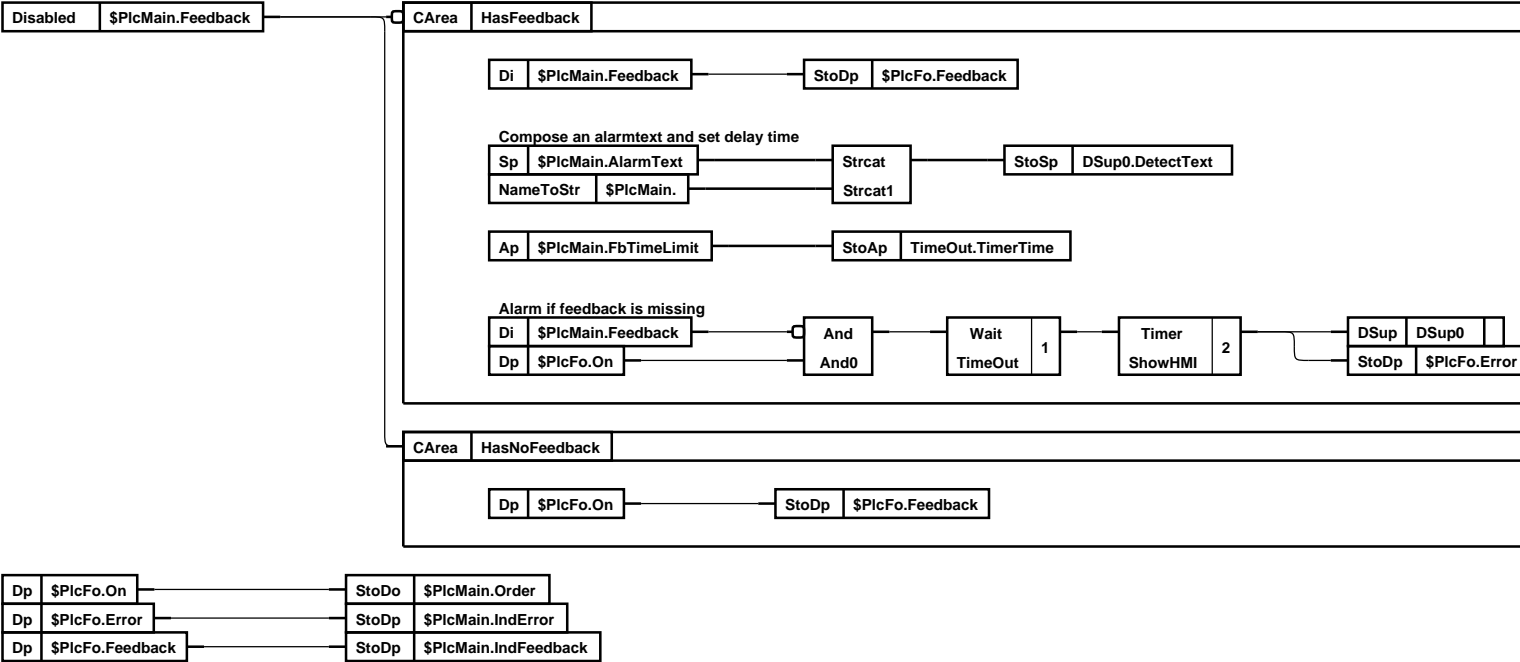 Disabled $PlcMain.Feedback CArea HasFeedback
Di $PlcMain.Feedback StoDp $PlcFo.Feedback
Compose an alarmtext and set delay time
Sp $PlcMain.AlarmText Strcat StoSp DSup0.DetectText
NameToStr $PlcMain. Strcat1
Ap $PlcMain.FbTimeLimit StoAp TimeOut.TimerTime
Alarm if feedback is missing
Di $PlcMain.Feedback And Wait 1 Timer 2 DSup DSup0
Dp $PlcFo.On And0 TimeOut ShowHMI StoDp $PlcFo.Error
CArea HasNoFeedback
Dp $PlcFo.On StoDp $PlcFo.Feedback
Dp $PlcFo.On StoDo $PlcMain.Order
Dp $PlcFo.Error StoDp $PlcMain.IndError
Dp $PlcFo.Feedback StoDp $PlcMain.IndFeedback